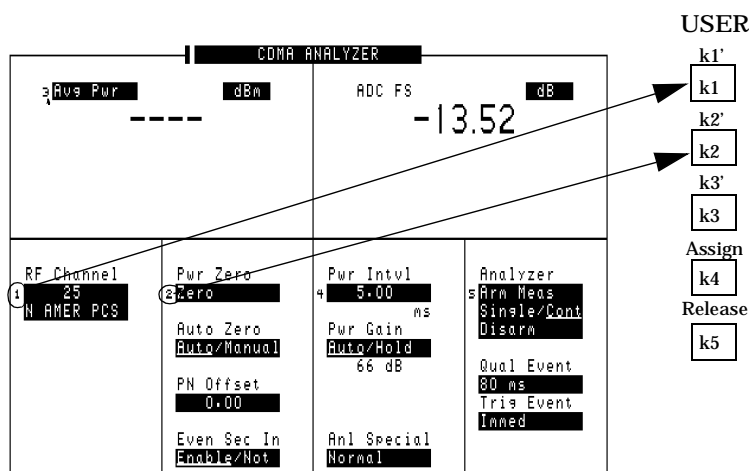 USER
CDMA ANALYZER
3 Avg Pwr dBm
----
ADC FS dB
-13.52
k1'
k1
k2'
k2
k3'
k3
Assign
k4
Release
k5
RF Channel
1 25
N AMER PCS
Pwr Zero
2 Zero
Auto Zero
Auto/Manual
PN Offset
0.00
Even Sec In
Enable/Not
Pwr Intvl
4 5.00
ms
Pwr Gain
Auto/Hold
66 dB
Anl Special
Normal
Analyzer
5 Arm Meas
Single/Cont
Disarm
Qual Event
80 ms
Trig Event
Immed